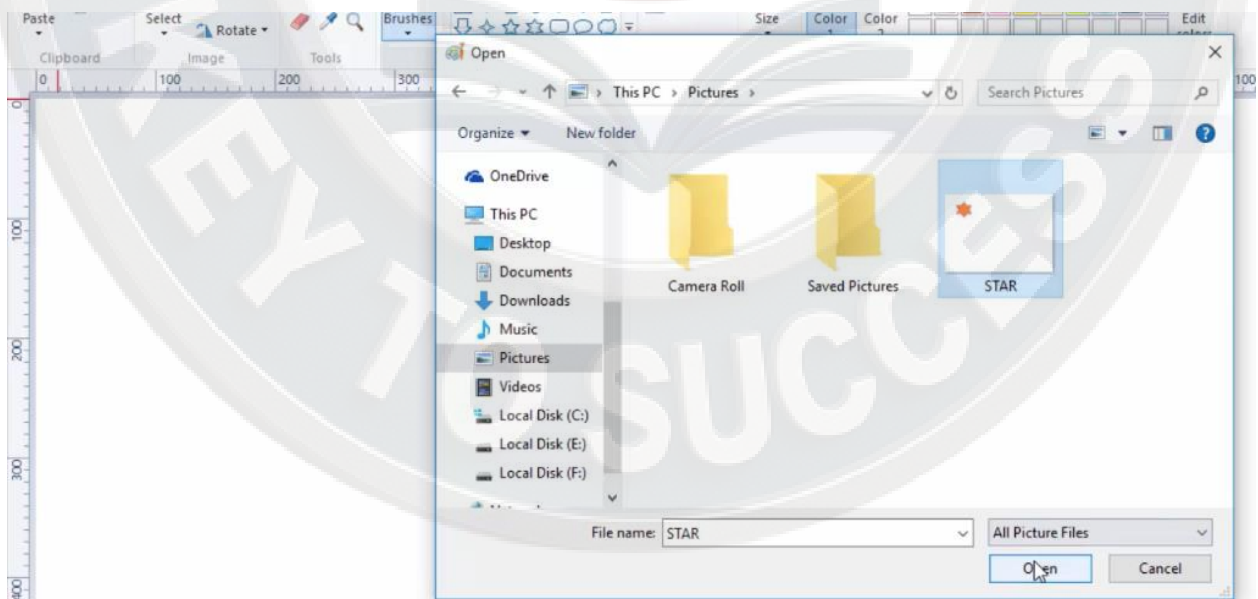 Paste
Select
Rotate
Brushes
Size
Color
Color
Edit
Clipboard
Image
Tools
1
2
colors
Open
0
100
200
300
100
This PC > Pictures >
Search Pictures
Organize
New folder
OneDrive
This PC
Desktop
Documents
Downloads
Music
Pictures
Videos
Local Disk (C:)
Local Disk (E:)
Local Disk (F:)
Camera Roll
Saved Pictures
STAR
0
100
200
300
400
File name: STAR
All Picture Files
Open
Cancel
KEY TO SUCCESS